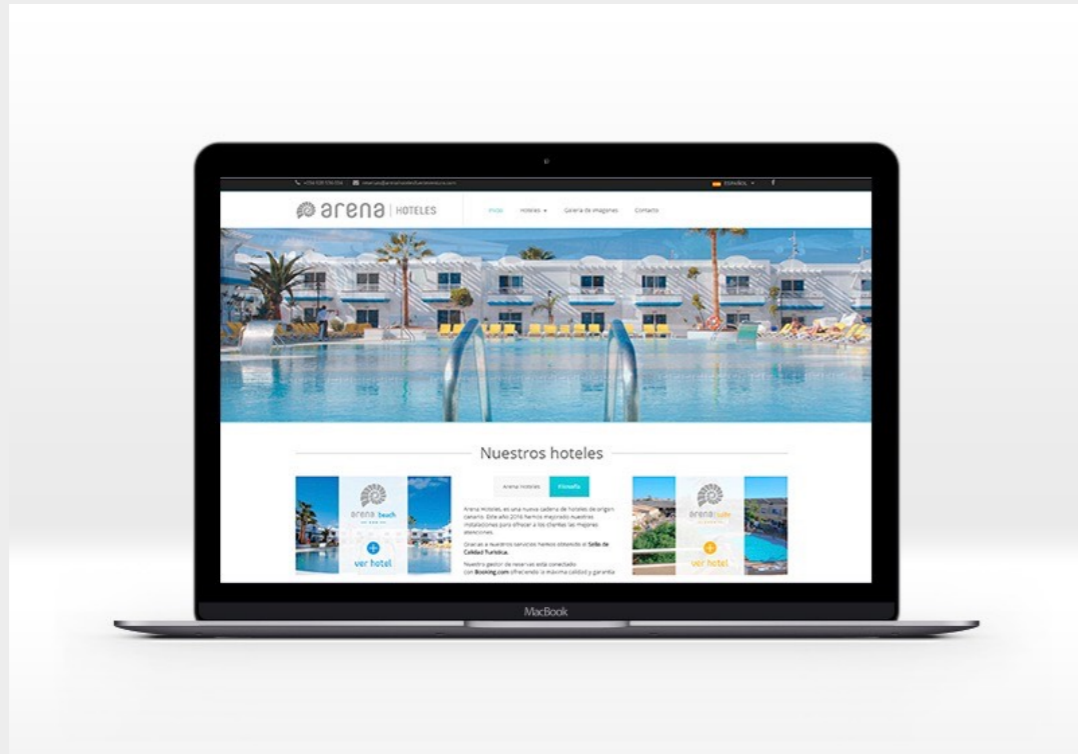 ESPAÑOL
arena | HOTELES
Inicio Hoteles Galería de imágenes Contacto
Nuestros hoteles
arena beach
ver hotel
Arena Hoteles Filosofía
Arena Hoteles, es una nueva cadena de hoteles de origen
canario. Este año 2016 hemos mejorado nuestras
instalaciones para ofrecer a los clientes las mejores
atenciones.
Gracias a nuestros servicios hemos obtenido el Sello de
Calidad Turística.
Nuestro gestor de reservas está conectado
con Booking.com ofreciendo la máxima calidad y garantía
arena suite
ver hotel
MacBook